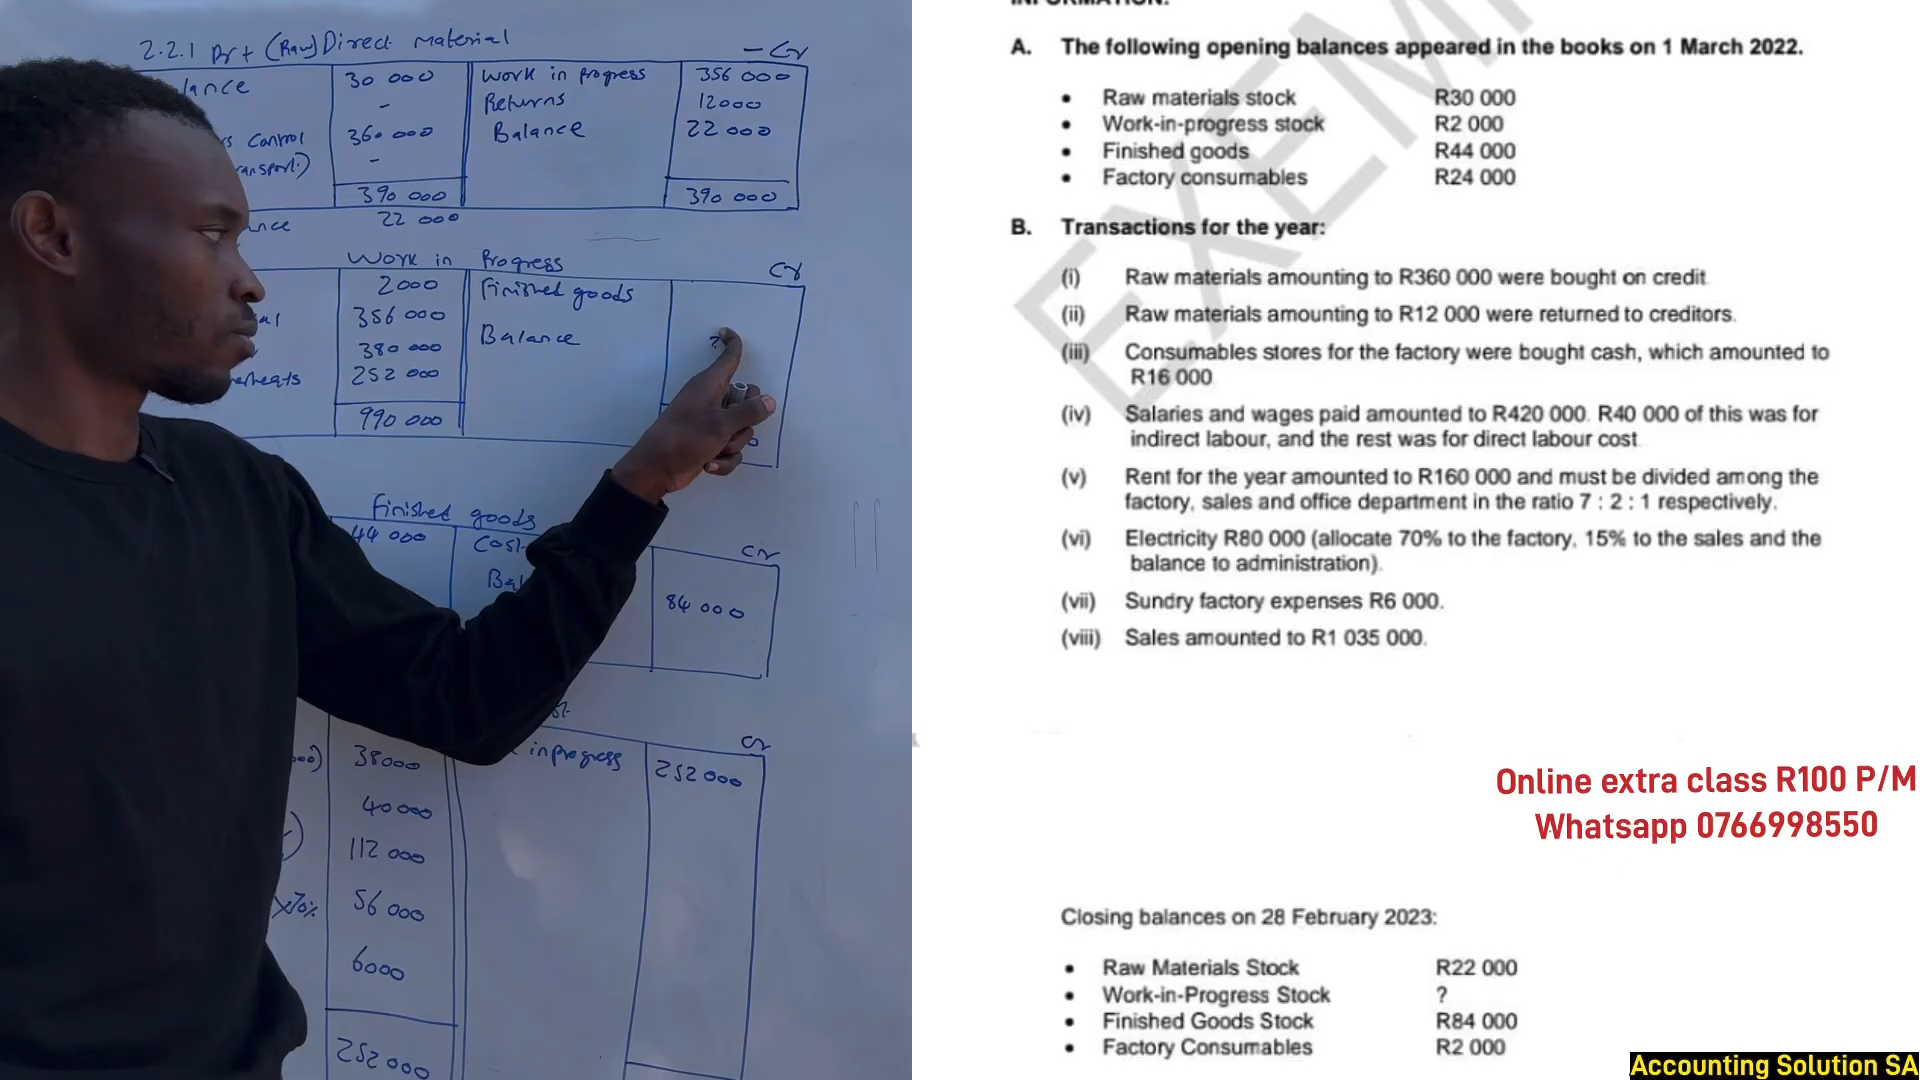 2.2.1 Dr + (Raw) Direct material - Cr
lance 30 000 Work in progress 356 000
- Returns 12000
rs Control 360 000 Balance 22 000
ransport) -
390 000 390 000
nce 22 000
Work in Progress Cr
2000 Finished goods
al 356 000
380 000 Balance ?
erheats 252 000
990 000
Finished goods Cr
44 000 Cost
Bal 84 000
Cr
38000 in progress 252 000
40 000
112 000
x70% 56 000
6000
252 000
INFORMATION:
A. The following opening balances appeared in the books on 1 March 2022.
• Raw materials stock R30 000
• Work-in-progress stock R2 000
• Finished goods R44 000
• Factory consumables R24 000
B. Transactions for the year:
(i) Raw materials amounting to R360 000 were bought on credit.
(ii) Raw materials amounting to R12 000 were returned to creditors.
(iii) Consumables stores for the factory were bought cash, which amounted to
R16 000
(iv) Salaries and wages paid amounted to R420 000. R40 000 of this was for
indirect labour, and the rest was for direct labour cost.
(v) Rent for the year amounted to R160 000 and must be divided among the
factory, sales and office department in the ratio 7 : 2 : 1 respectively.
(vi) Electricity R80 000 (allocate 70% to the factory, 15% to the sales and the
balance to administration).
(vii) Sundry factory expenses R6 000.
(viii) Sales amounted to R1 035 000.
EXEM
Online extra class R100 P/M
Whatsapp 0766998550
Closing balances on 28 February 2023:
• Raw Materials Stock R22 000
• Work-in-Progress Stock ?
• Finished Goods Stock R84 000
• Factory Consumables R2 000
Accounting Solution SA